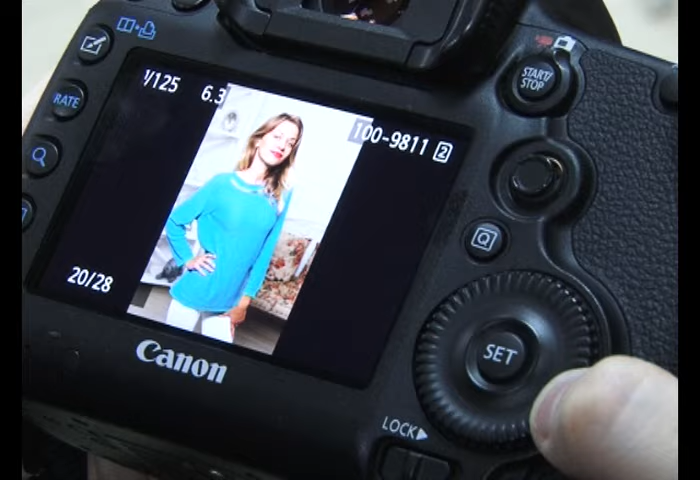 START/
STOP
1/125 6.3 100-9811 2
RATE
Q
20/28
SET
Canon
LOCK▶